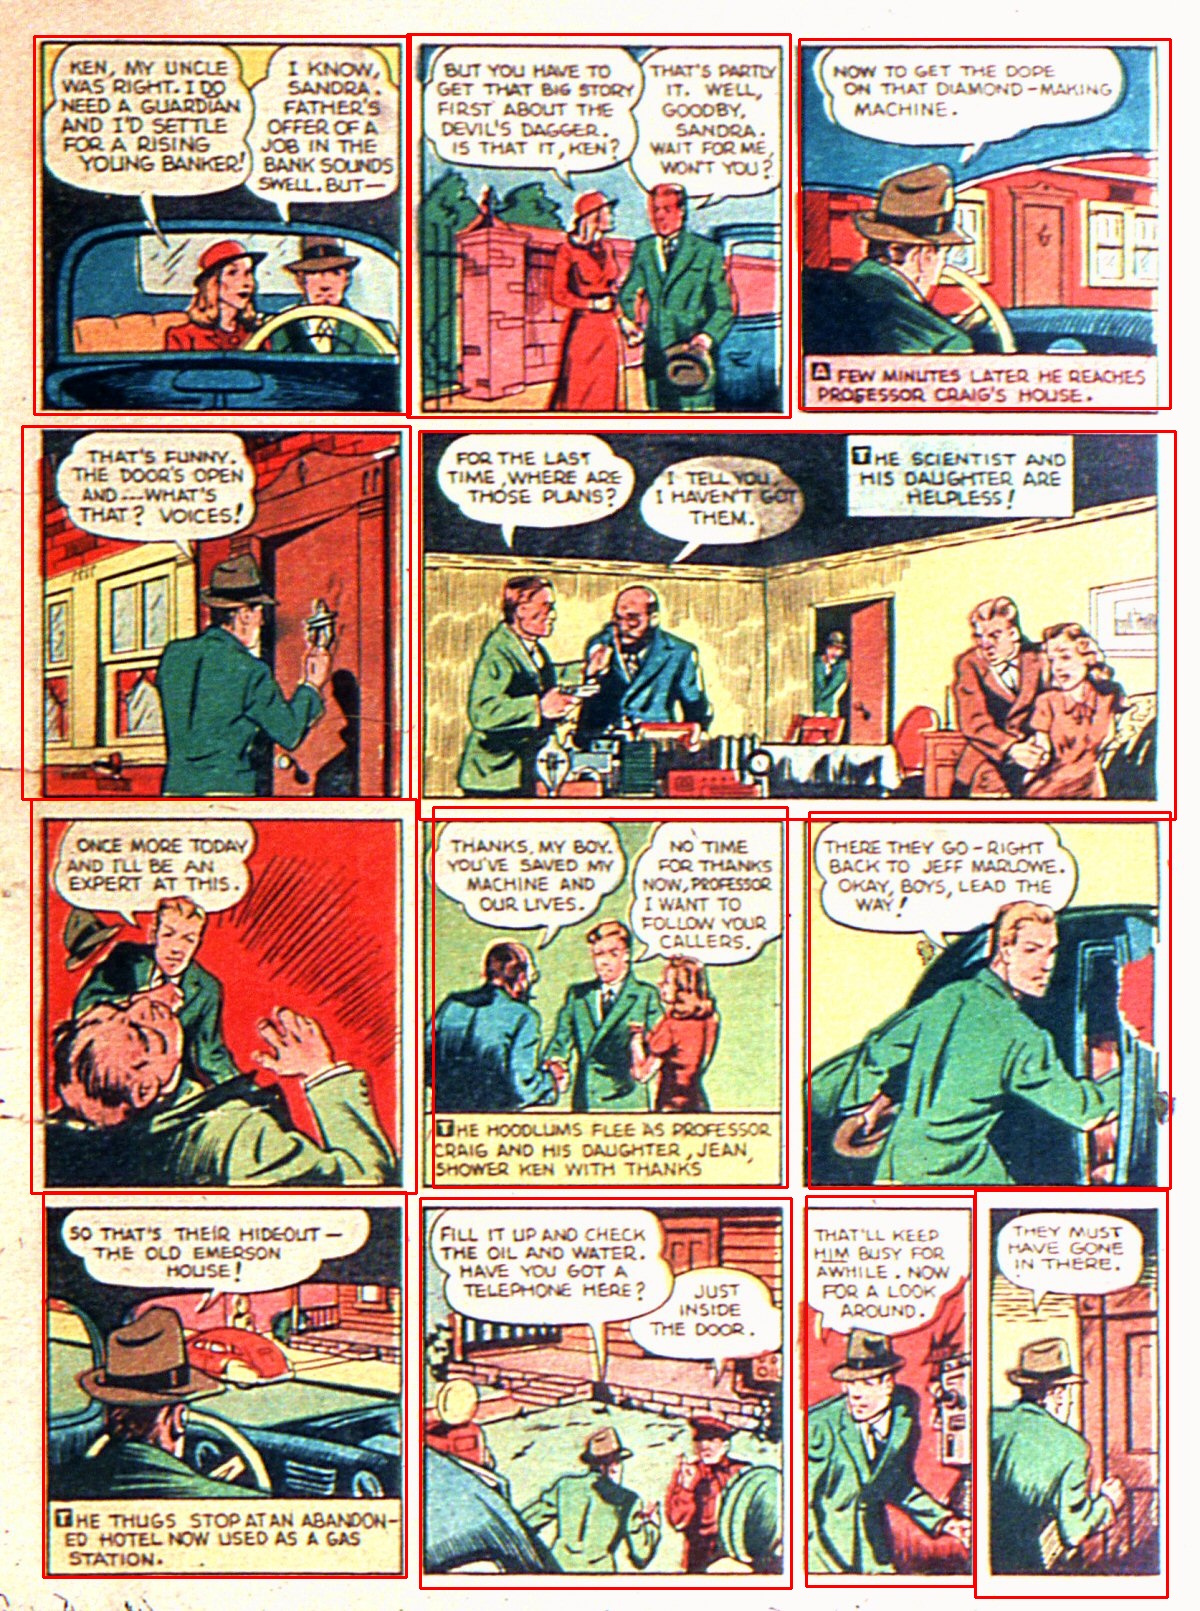 KEN, MY UNCLE
WAS RIGHT. I DO
NEED A GUARDIAN
AND I'D SETTLE
FOR A RISING
YOUNG BANKER!
I KNOW,
SANDRA.
FATHER'S
OFFER OF A
JOB IN THE
BANK SOUNDS
SWELL. BUT—
BUT YOU HAVE TO
GET THAT BIG STORY
FIRST ABOUT THE
DEVIL'S DAGGER.
IS THAT IT, KEN?
THAT'S PARTLY
IT. WELL,
GOODBY,
SANDRA.
WAIT FOR ME,
WON'T YOU?
NOW TO GET THE DOPE
ON THAT DIAMOND-MAKING
MACHINE.
A FEW MINUTES LATER HE REACHES
PROFESSOR CRAIG'S HOUSE.
THAT'S FUNNY.
THE DOOR'S OPEN
AND....WHAT'S
THAT? VOICES!
FOR THE LAST
TIME, WHERE ARE
THOSE PLANS?
I TELL YOU,
I HAVEN'T GOT
THEM.
THE SCIENTIST AND
HIS DAUGHTER ARE
HELPLESS!
ONCE MORE TODAY
AND I'LL BE AN
EXPERT AT THIS.
THANKS, MY BOY.
YOU'VE SAVED MY
MACHINE AND
OUR LIVES.
NO TIME
FOR THANKS
NOW, PROFESSOR
I WANT TO
FOLLOW YOUR
CALLERS.
THE HOODLUMS FLEE AS PROFESSOR
CRAIG AND HIS DAUGHTER, JEAN,
SHOWER KEN WITH THANKS
THERE THEY GO-RIGHT
BACK TO JEFF MARLOWE.
OKAY, BOYS, LEAD THE
WAY!
SO THAT'S THEIR HIDEOUT—
THE OLD EMERSON
HOUSE!
THE THUGS STOP AT AN ABANDON-
ED HOTEL NOW USED AS A GAS
STATION.
FILL IT UP AND CHECK
THE OIL AND WATER.
HAVE YOU GOT A
TELEPHONE HERE?
JUST
INSIDE
THE DOOR.
THAT'LL KEEP
HIM BUSY FOR
AWHILE. NOW
FOR A LOOK
AROUND.
THEY MUST
HAVE GONE
IN THERE.